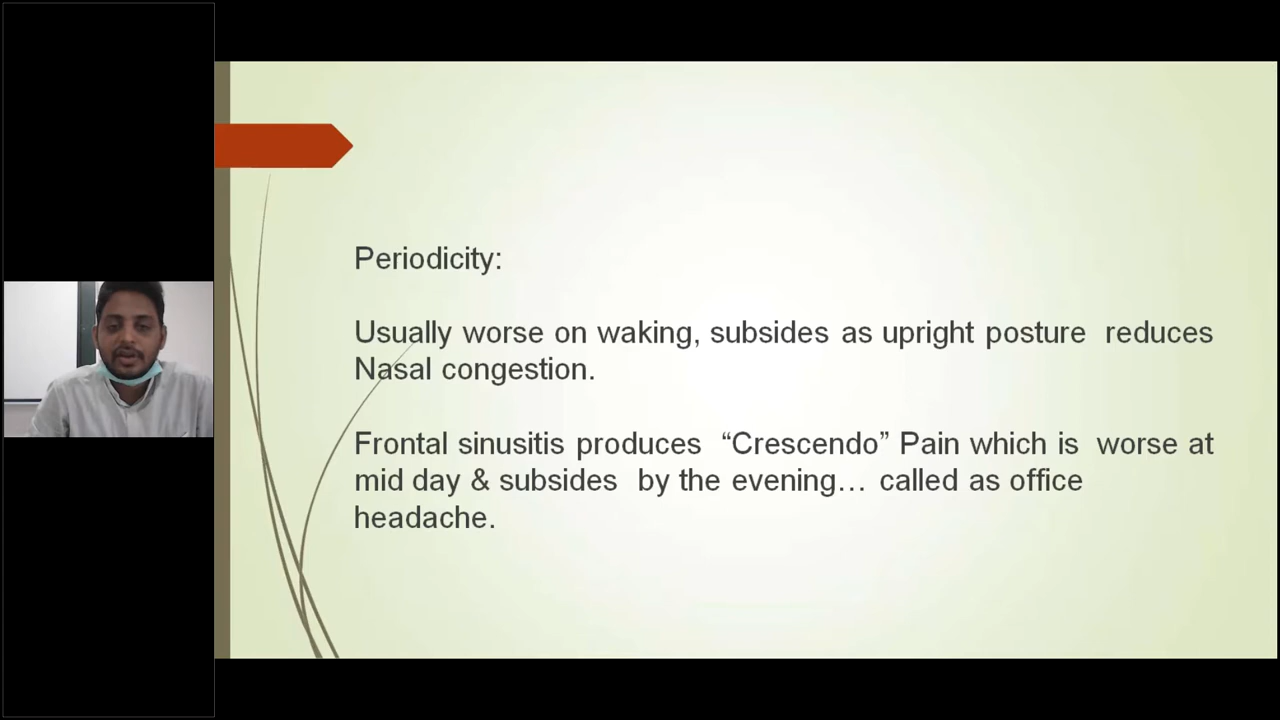 Periodicity:
Usually worse on waking, subsides as upright posture reduces
Nasal congestion.
Frontal sinusitis produces “Crescendo” Pain which is worse at
mid day & subsides by the evening… called as office
headache.